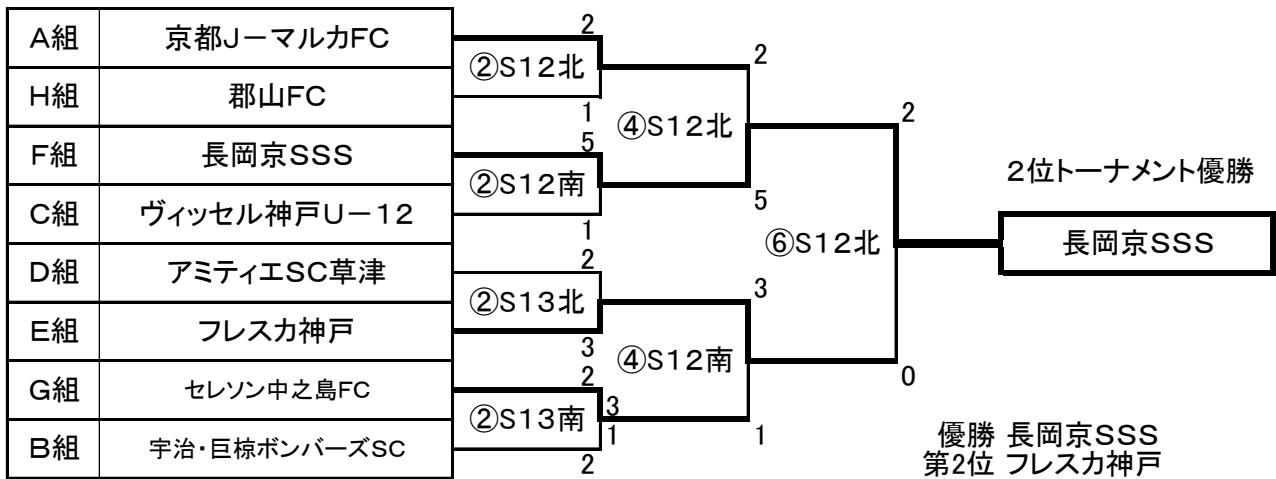 A組 京都J－マルカFC
H組 郡山FC
F組 長岡京SSS
C組 ヴィッセル神戸U－12
D組 アミティエSC草津
E組 フレスカ神戸
G組 セレソン中之島FC
B組 宇治・巨椋ボンバーズSC
2
②S12北
1
5
②S12南
1
2
②S13北
3
2
②S13南
3
1
2
2
④S12北
5
3
④S12南
1
2
⑥S12北
0
2位トーナメント優勝
長岡京SSS
優勝 長岡京SSS
第2位 フレスカ神戸